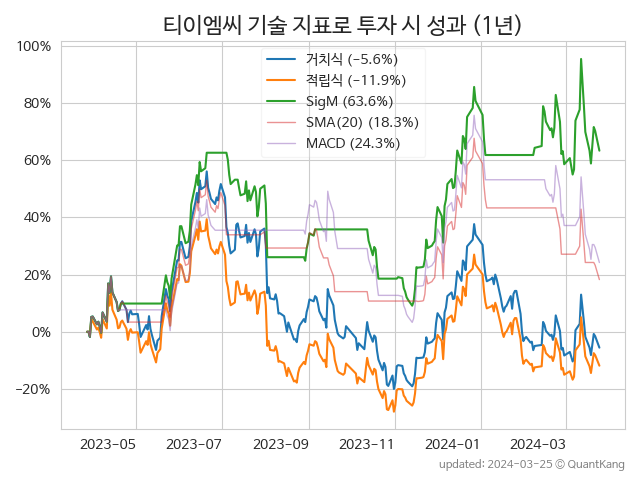 티이엠씨 기술 지표로 투자 시 성과 (1년)
거치식 (−5.6%)
적립식 (−11.9%)
SigM (63.6%)
SMA(20) (18.3%)
MACD (24.3%)
100%
80%
60%
40%
20%
0%
−20%
2023-05 2023-07 2023-09 2023-11 2024-01 2024-03
updated: 2024-03-25 ⓒ QuantKang